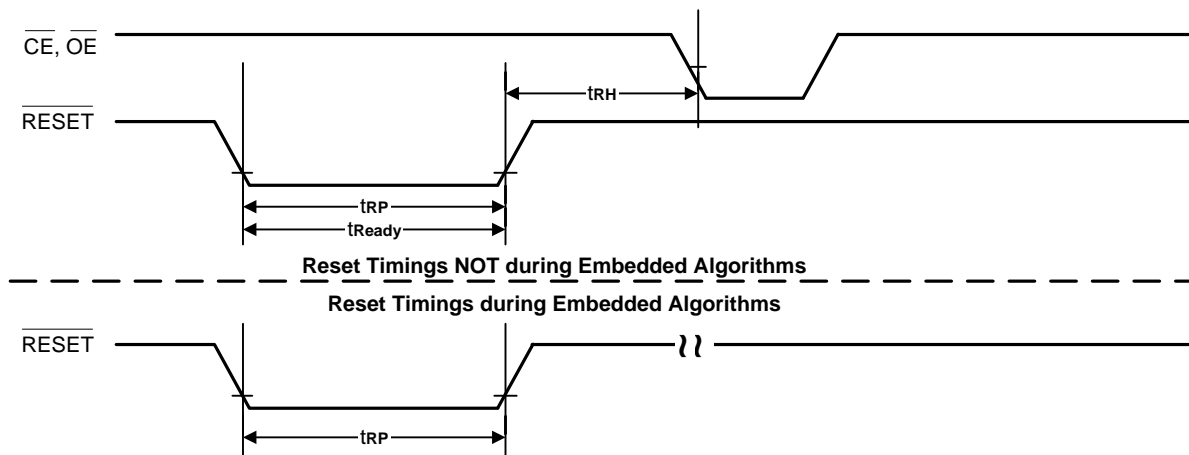 CE, OE
tRH
RESET
tRP
tReady
Reset Timings NOT during Embedded Algorithms
Reset Timings during Embedded Algorithms
RESET
tRP